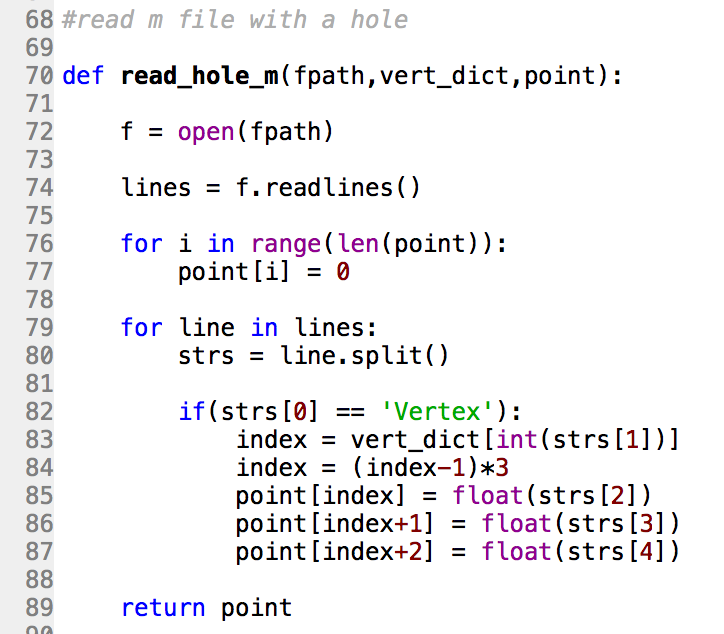 68 #read m file with a hole
69
70 def read_hole_m(fpath,vert_dict,point):
71
72     f = open(fpath)
73
74     lines = f.readlines()
75
76     for i in range(len(point)):
77         point[i] = 0
78
79     for line in lines:
80         strs = line.split()
81
82         if(strs[0] == 'Vertex'):
83             index = vert_dict[int(strs[1])]
84             index = (index-1)*3
85             point[index] = float(strs[2])
86             point[index+1] = float(strs[3])
87             point[index+2] = float(strs[4])
88
89     return point
90